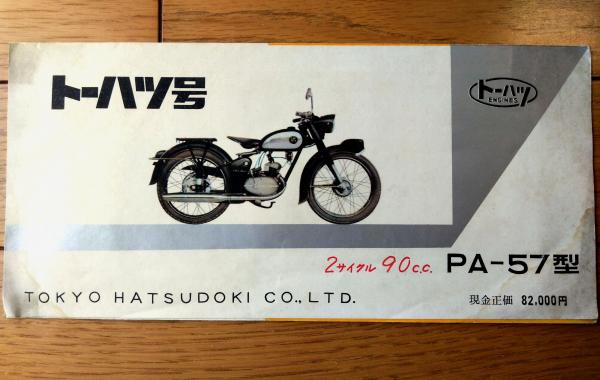 トーハツ号
トーハツ
ENGINES
2サイクル 90c.c. PA-57型
TOKYO HATSUDOKI CO., LTD.
現金正価 82,000円